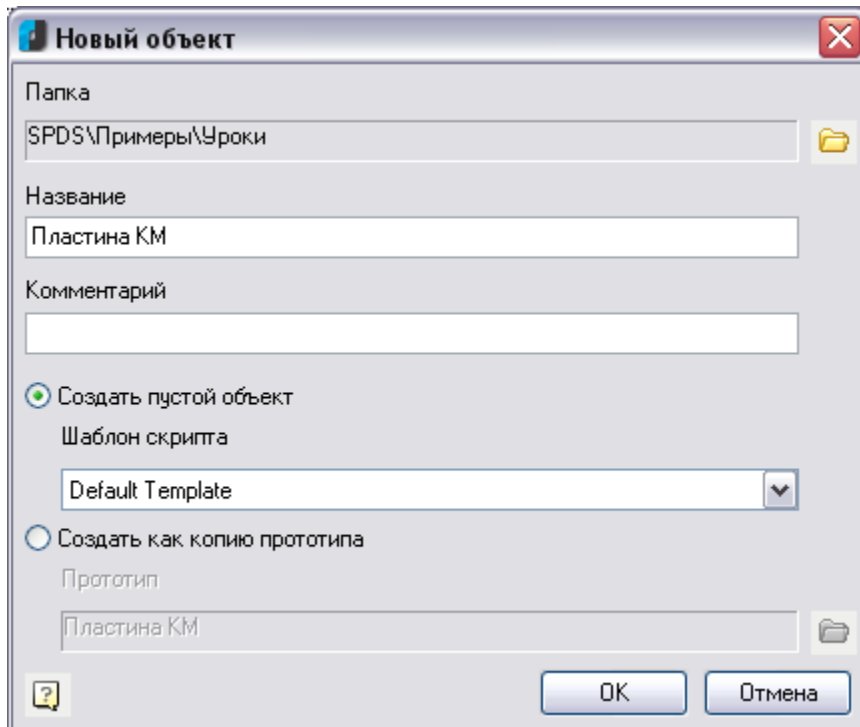 Новый объект
Папка
SPDS\Примеры\Уроки
Название
Пластина КМ
Комментарий
Создать пустой объект
Шаблон скрипта
Default Template
Создать как копию прототипа
Прототип
Пластина КМ
?
OK
Отмена